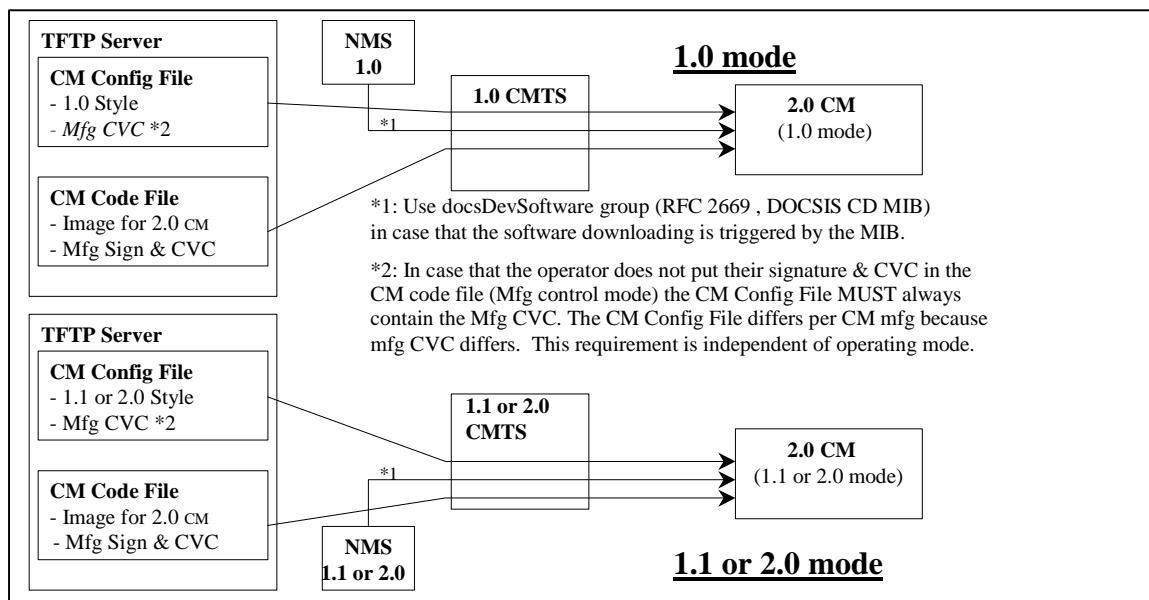 TFTP Server
CM Config File
- 1.0 Style
- Mfg CVC *2
CM Code File
- Image for 2.0 CM
- Mfg Sign & CVC
NMS
1.0
*1
1.0 CMTS
1.0 mode
2.0 CM
(1.0 mode)
*1: Use docsDevSoftware group (RFC 2669 , DOCSIS CD MIB)
in case that the software downloading is triggered by the MIB.
*2: In case that the operator does not put their signature & CVC in the
CM code file (Mfg control mode) the CM Config File MUST always
contain the Mfg CVC. The CM Config File differs per CM mfg because
mfg CVC differs.  This requirement is independent of operating mode.
TFTP Server
CM Config File
- 1.1 or 2.0 Style
- Mfg CVC *2
CM Code File
- Image for 2.0 CM
- Mfg Sign & CVC
*1
NMS
1.1 or 2.0
1.1 or 2.0
CMTS
2.0 CM
(1.1 or 2.0 mode)
1.1 or 2.0 mode